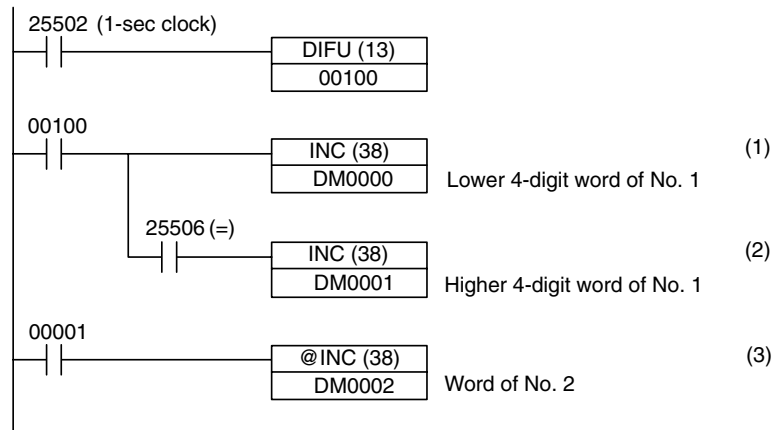 25502 (1-sec clock)
DIFU (13)
00100
00100
INC (38) (1)
DM0000 Lower 4-digit word of No. 1
25506 (=)
INC (38) (2)
DM0001 Higher 4-digit word of No. 1
00001
@INC (38) (3)
DM0002 Word of No. 2